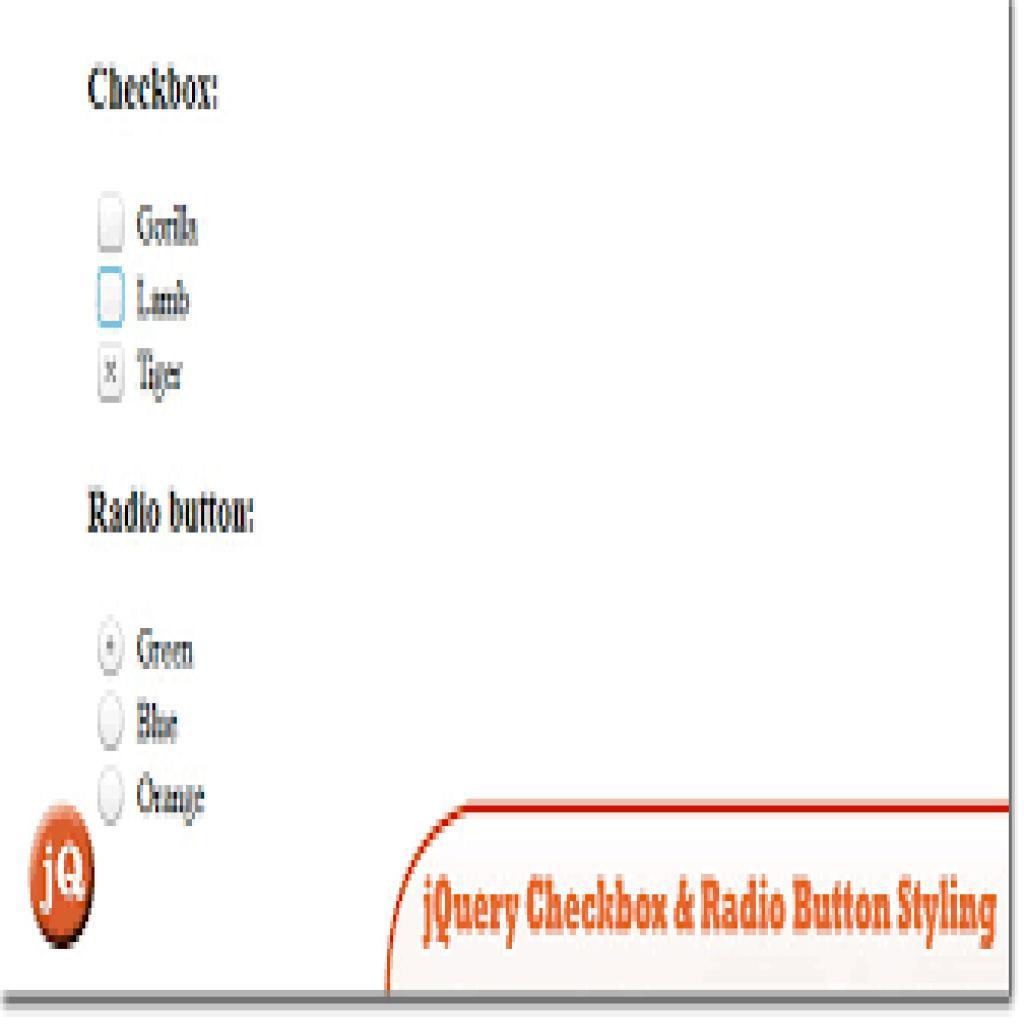 Checkbox:
Gorilla
Lamb
Tiger
Radio button:
Green
Blue
Orange
jQ
jQuery Checkbox & Radio Button Styling